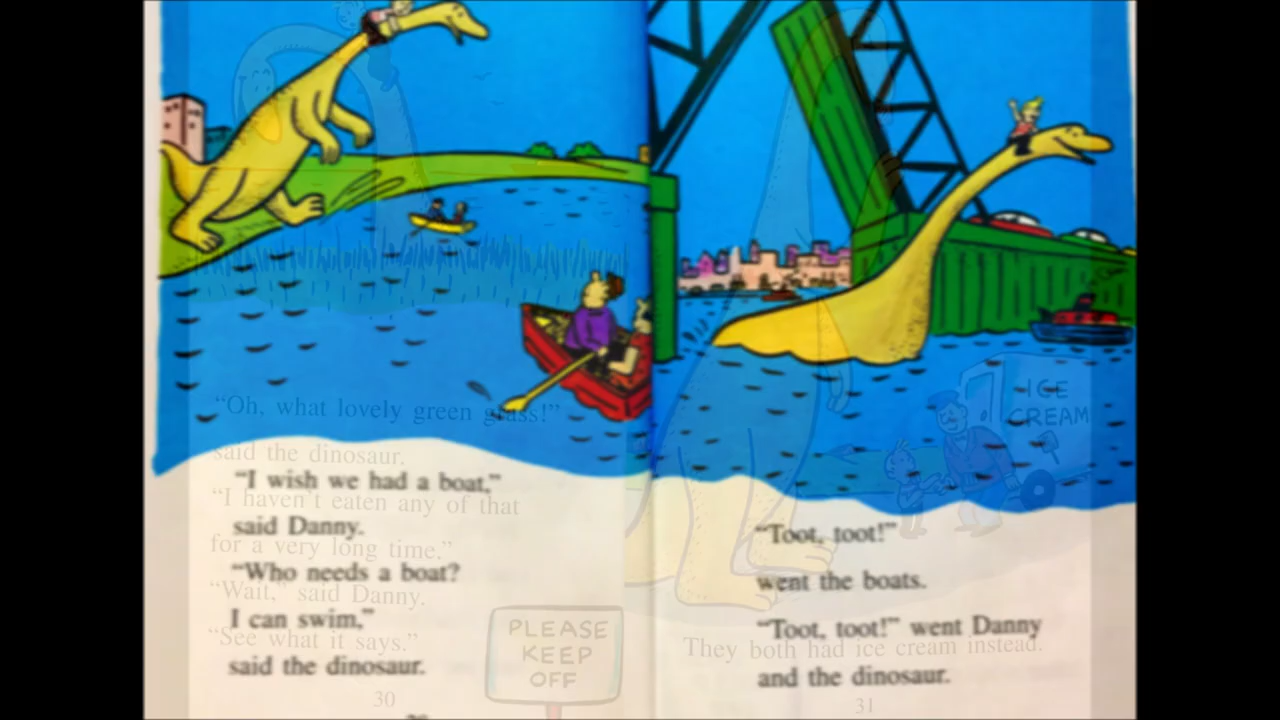 "I wish we had a boat,"
said Danny.
"Who needs a boat?
I can swim,"
said the dinosaur.
"Toot, toot!"
went the boats.
"Toot, toot!" went Danny
and the dinosaur.
"Oh, what lovely green grass!"
said the dinosaur.
"I haven't eaten any of that
for a very long time."
"Wait," said Danny.
"See what it says."
30
PLEASE
KEEP
OFF
ICE
CREAM
They both had ice cream instead.
31